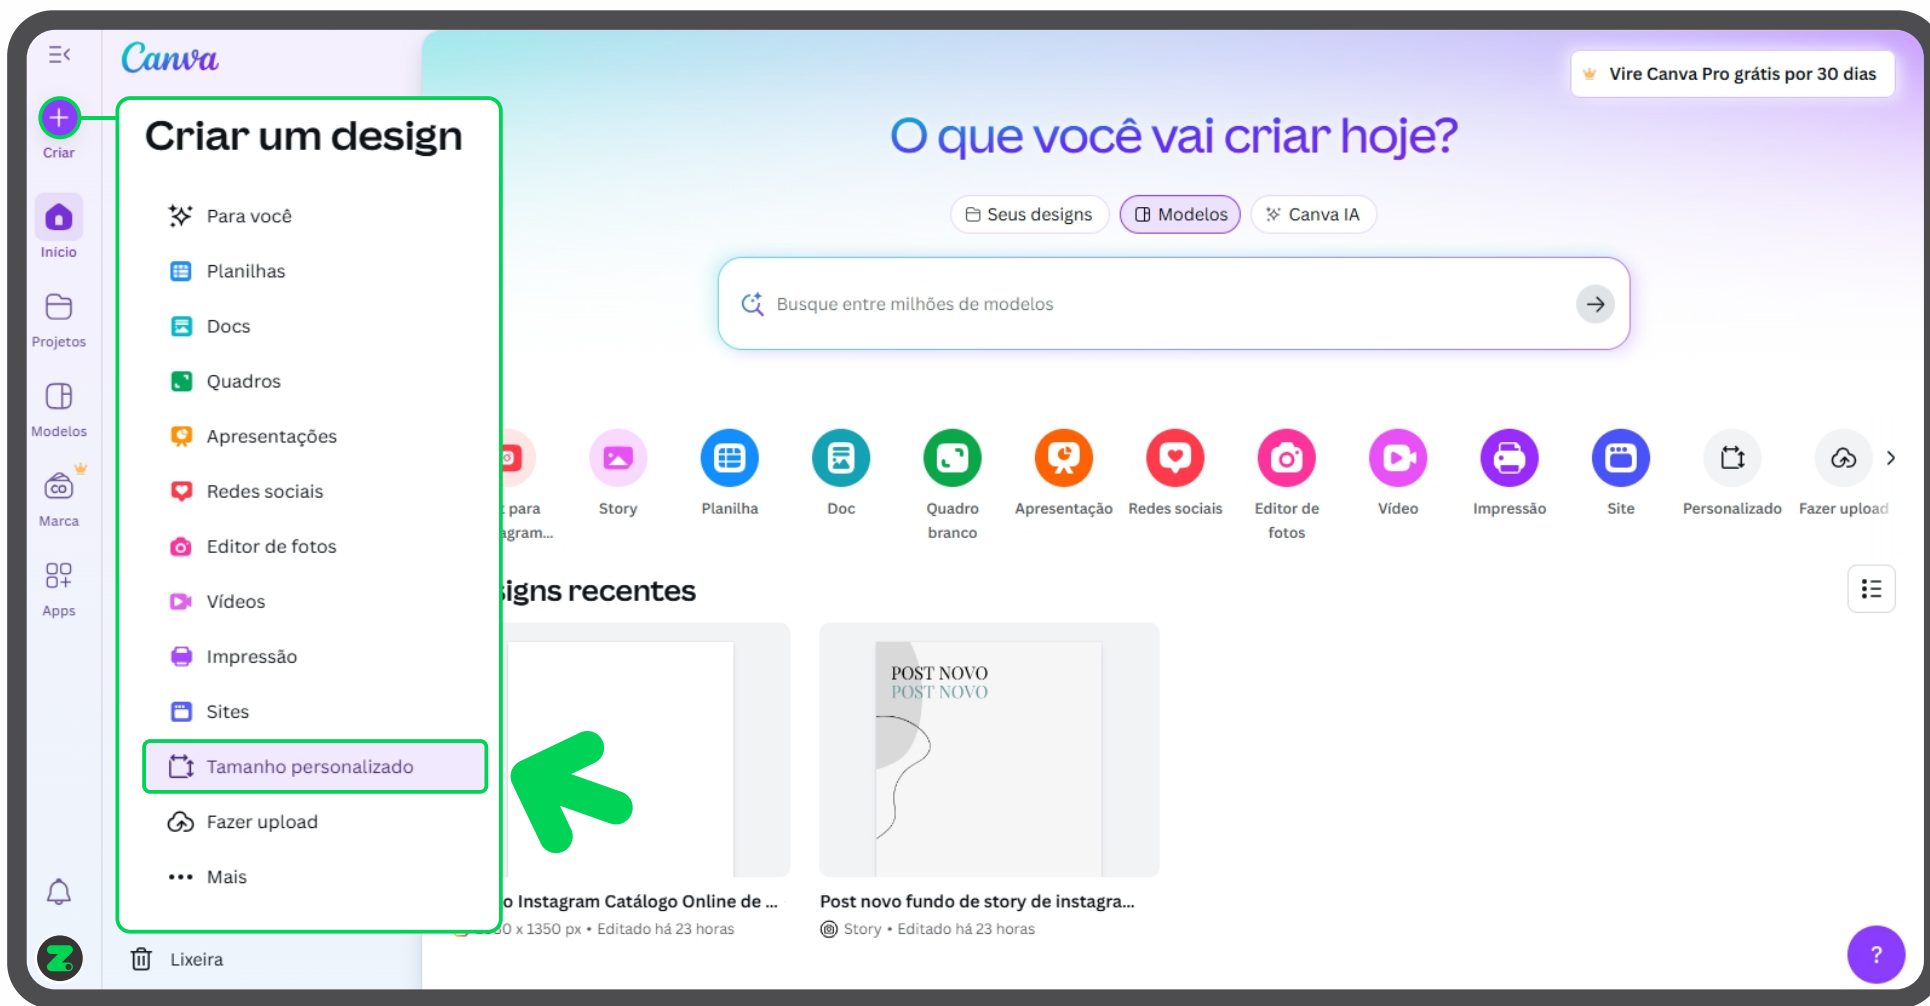 Canva
Vire Canva Pro grátis por 30 dias
Criar
Início
Projetos
Modelos
CO
Marca
Apps
Criar um design
Para você
Planilhas
Docs
Quadros
Apresentações
Redes sociais
Editor de fotos
Vídeos
Impressão
Sites
Tamanho personalizado
Fazer upload
Mais
Lixeira
O que você vai criar hoje?
Seus designs
Modelos
Canva IA
Busque entre milhões de modelos
para
Story
Planilha
Doc
Quadro
branco
Apresentação
Redes sociais
Editor de
fotos
Vídeo
Impressão
Site
Personalizado
Fazer upload
igns recentes
POST NOVO
POST NOVO
o Instagram Catálogo Online de ...
x 1350 px • Editado há 23 horas
Post novo fundo de story de instagra...
Story • Editado há 23 horas
?